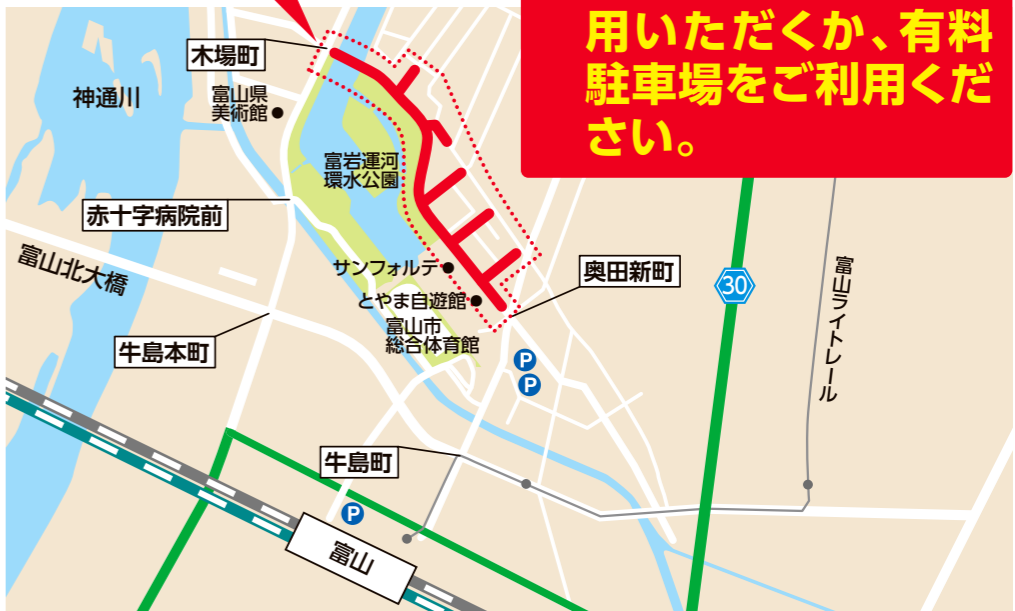 用いただくか、有料
駐車場をご利用くだ
さい。
木場町
神通川
富山県
美術館
富岩運河
環水公園
赤十字病院前
富山北大橋
サンフォルテ
とやま自遊館
富山市
総合体育館
奥田新町
30
富山ライトレール
牛島本町
P
P
牛島町
P
富山